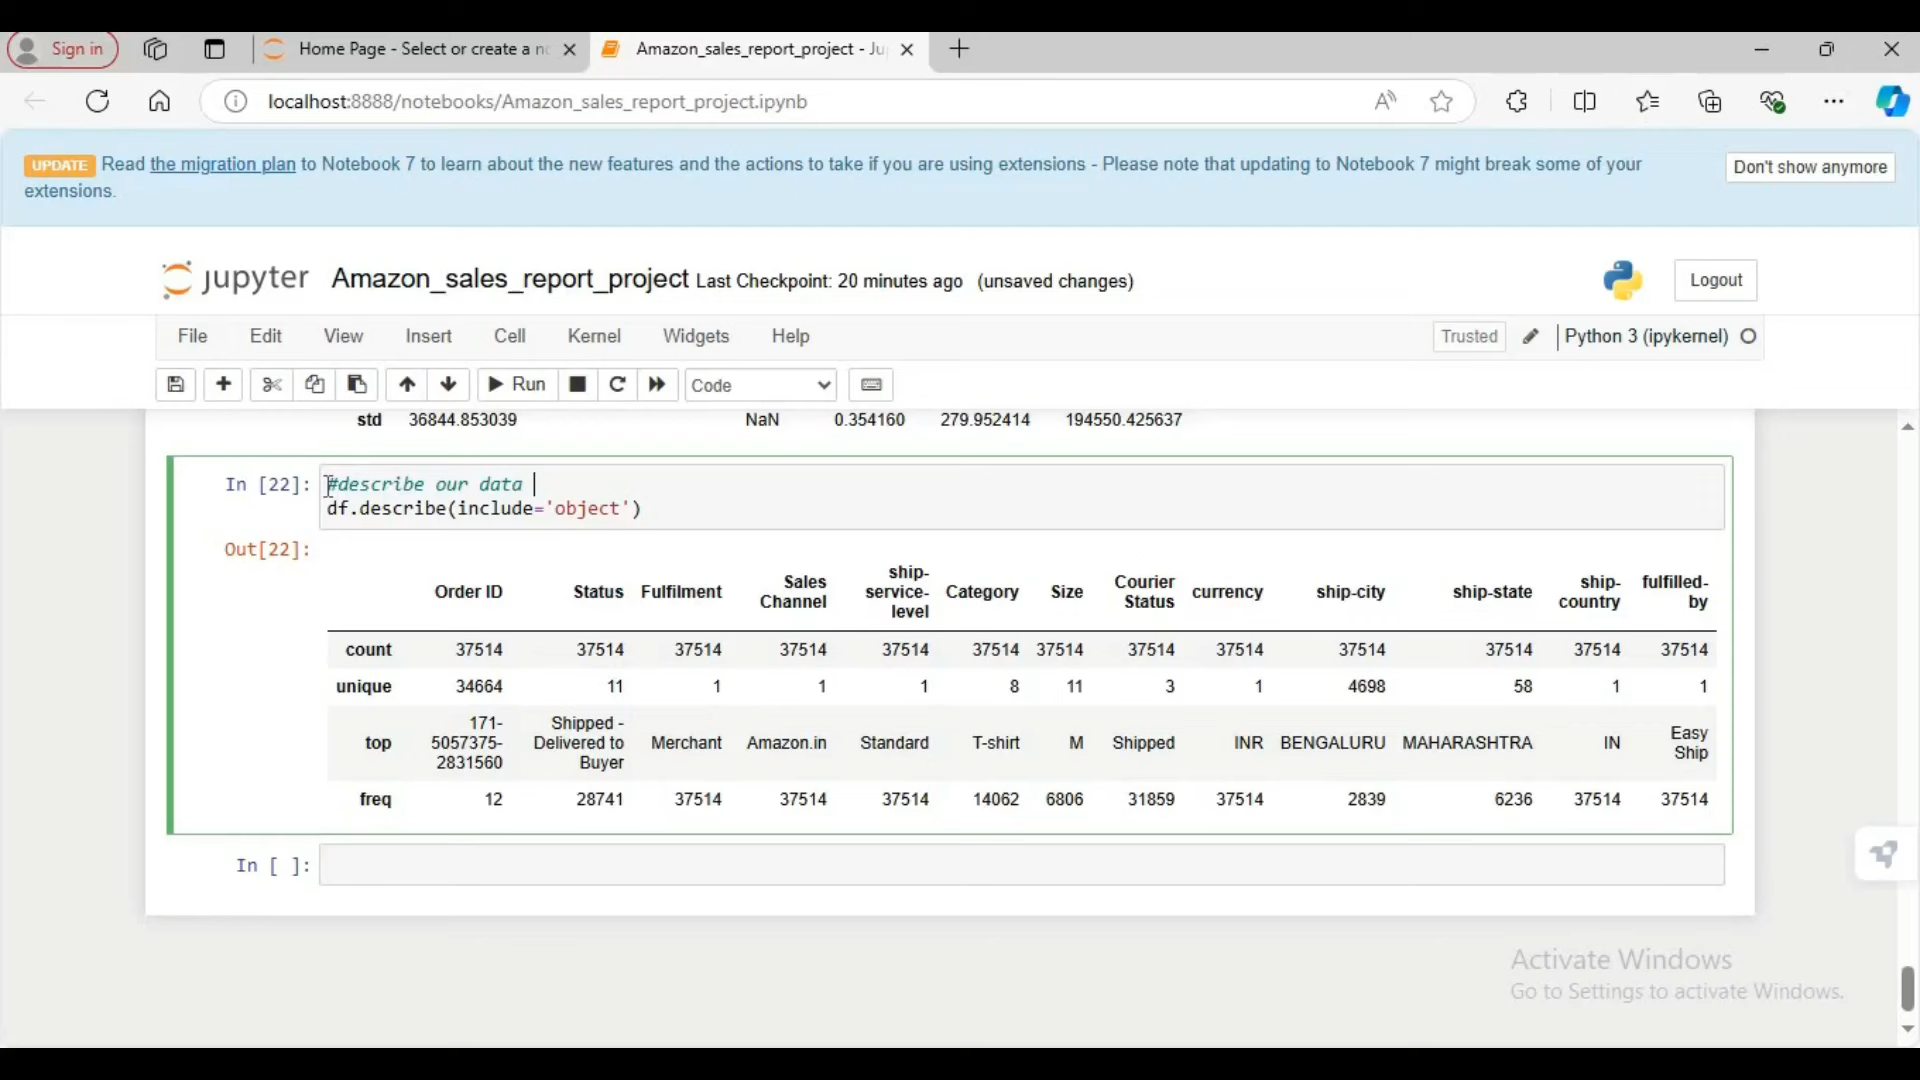 Sign in
Home Page - Select or create a n
Amazon_sales_report_project - Ju
localhost:8888/notebooks/Amazon_sales_report_project.ipynb
UPDATE Read the migration plan to Notebook 7 to learn about the new features and the actions to take if you are using extensions - Please note that updating to Notebook 7 might break some of your
extensions.
Don't show anymore
jupyter Amazon_sales_report_project Last Checkpoint: 20 minutes ago (unsaved changes)
Logout
File Edit View Insert Cell Kernel Widgets Help
Trusted Python 3 (ipykernel)
Run Code
std 36844.853039 NaN 0.354160 279.952414 194550.425637
In [22]: #describe our data
df.describe(include='object')
Out[22]:
Order ID Status Fulfilment Sales Channel ship-service-level Category Size Courier Status currency ship-city ship-state ship-country fulfilled-by
count 37514 37514 37514 37514 37514 37514 37514 37514 37514 37514 37514 37514 37514
unique 34664 11 1 1 1 8 11 3 1 4698 58 1 1
top 171-5057375-2831560 Shipped - Delivered to Buyer Merchant Amazon.in Standard T-shirt M Shipped INR BENGALURU MAHARASHTRA IN Easy Ship
freq 12 28741 37514 37514 37514 14062 6806 31859 37514 2839 6236 37514 37514
In [ ]:
Activate Windows
Go to Settings to activate Windows.